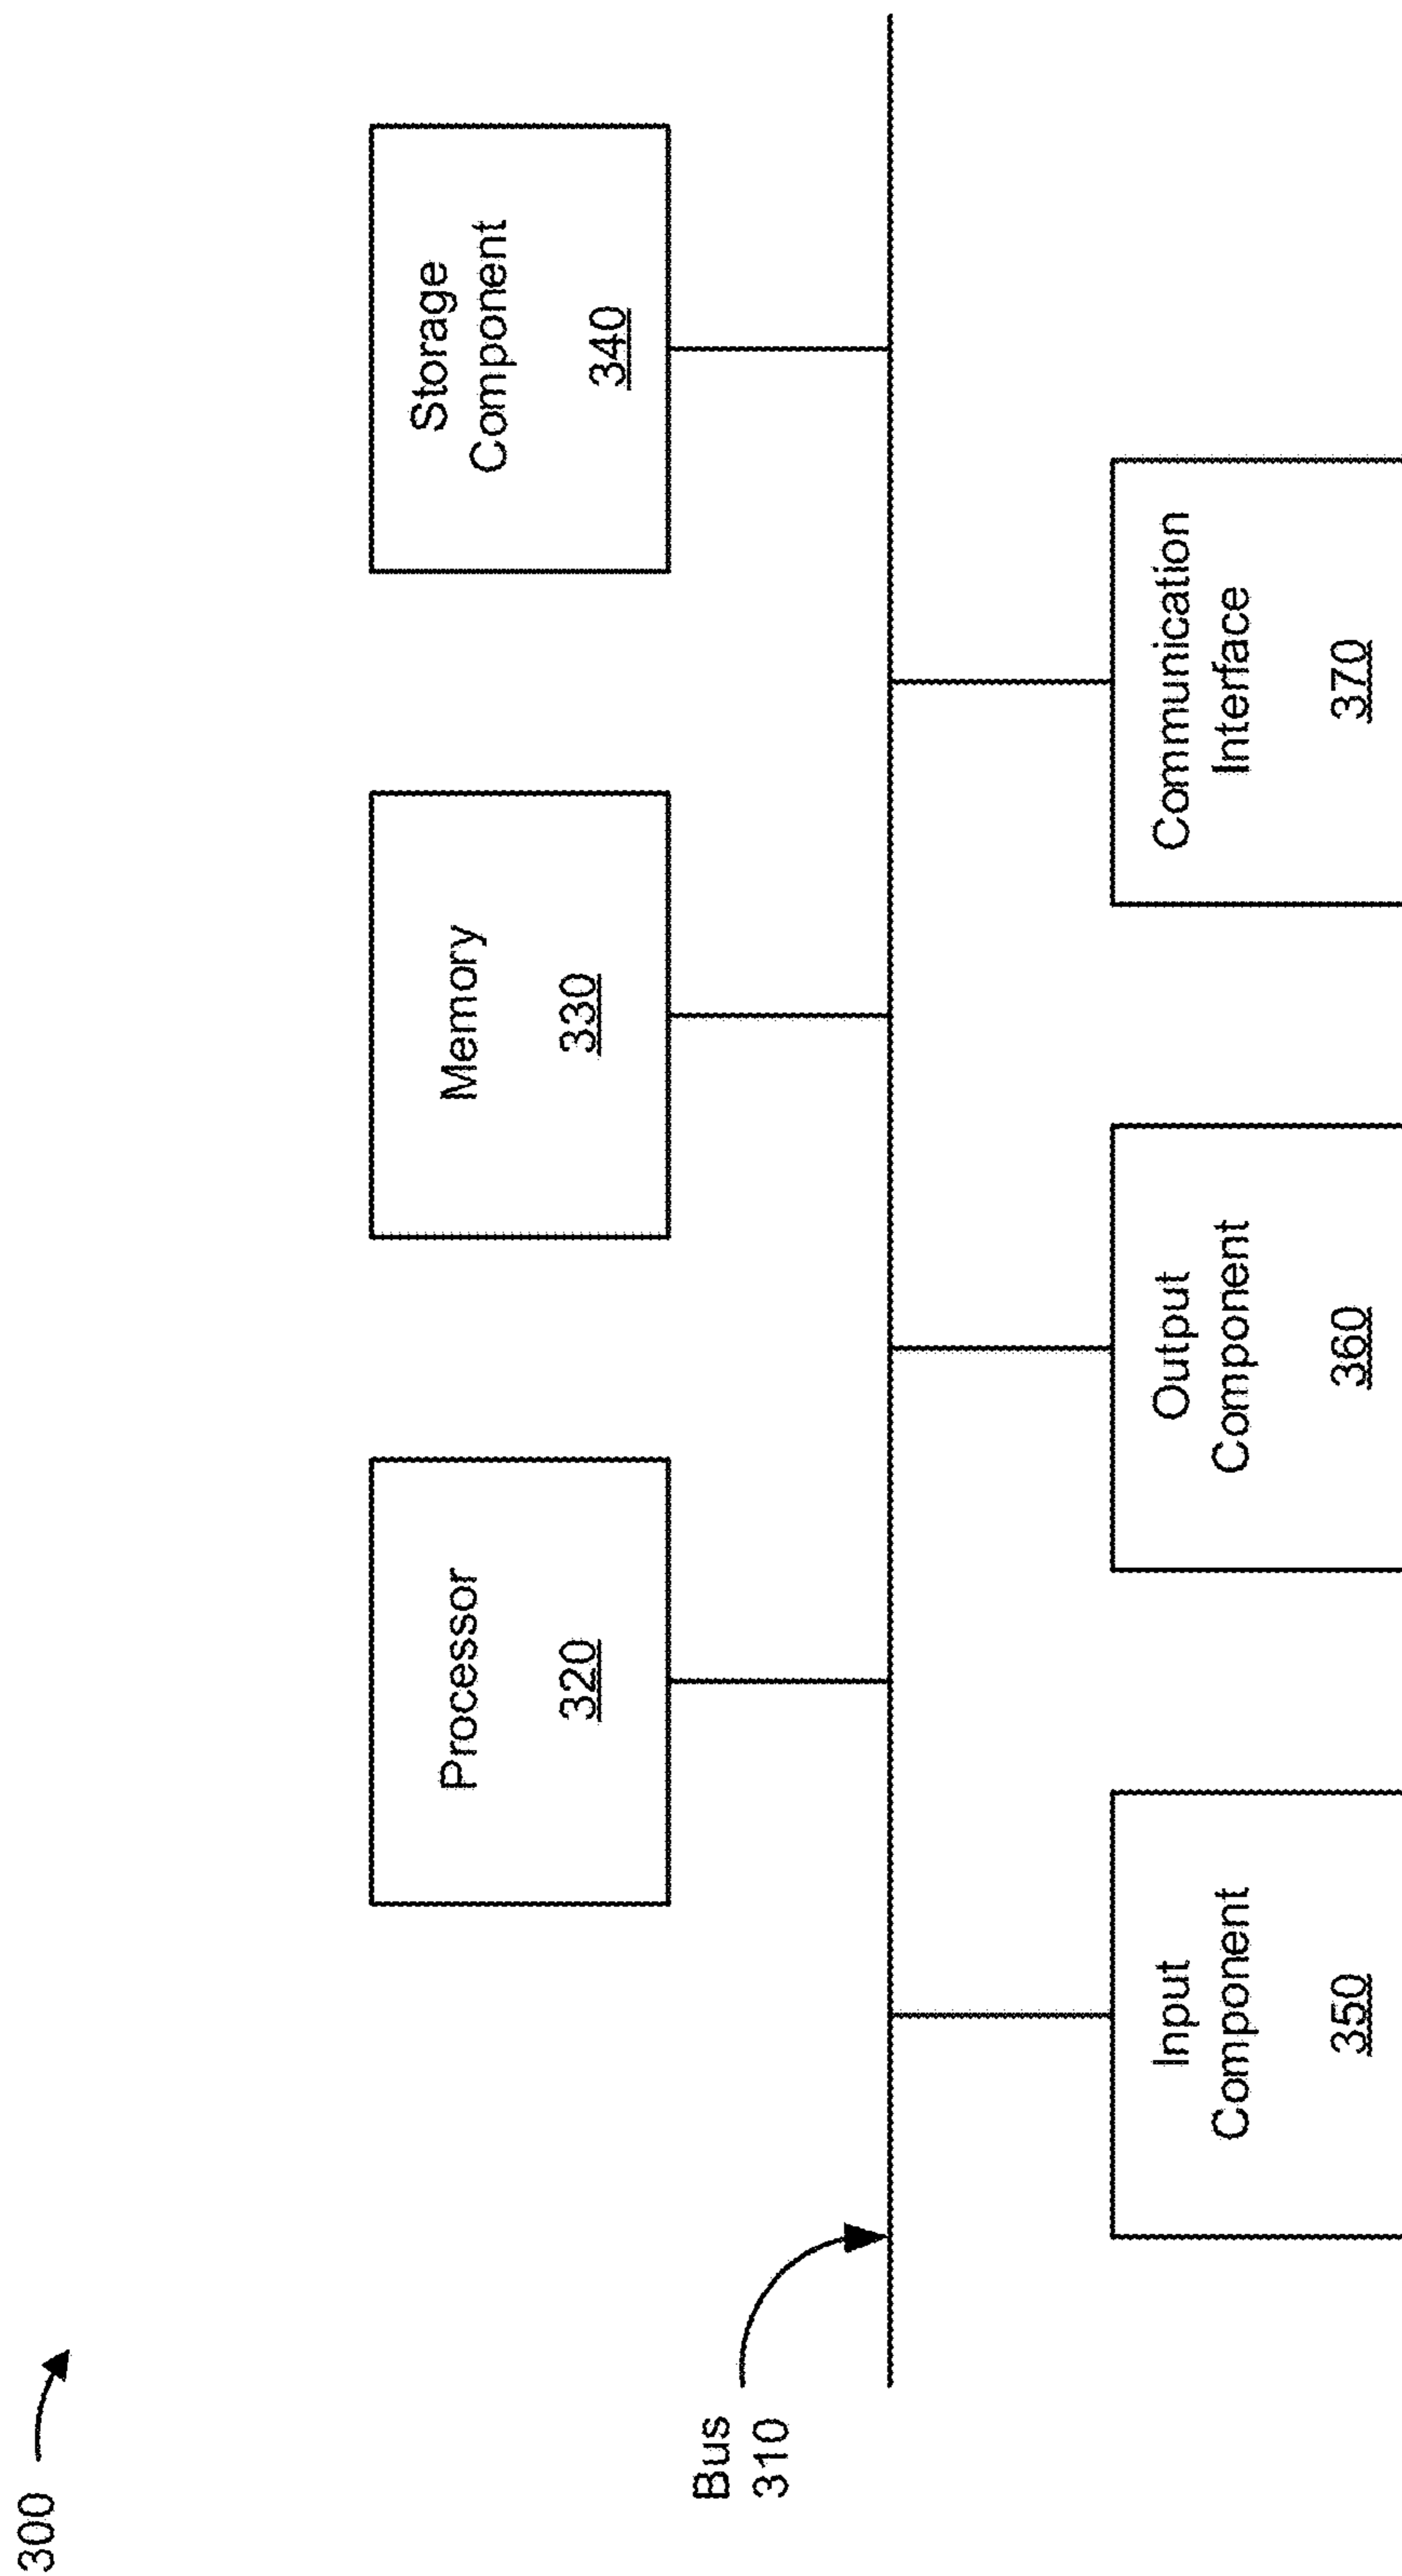 300
Processor
320
Memory
330
Storage
Component
340
Bus
310
Input
Component
350
Output
Component
360
Communication
Interface
370